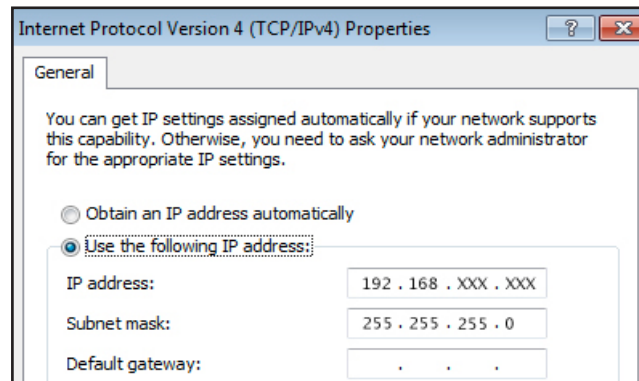 Internet Protocol Version 4 (TCP/IPv4) Properties
General
You can get IP settings assigned automatically if your network supports
this capability. Otherwise, you need to ask your network administrator
for the appropriate IP settings.
Obtain an IP address automatically
Use the following IP address:
IP address: 192 . 168 . XXX . XXX
Subnet mask: 255 . 255 . 255 . 0
Default gateway: . . .